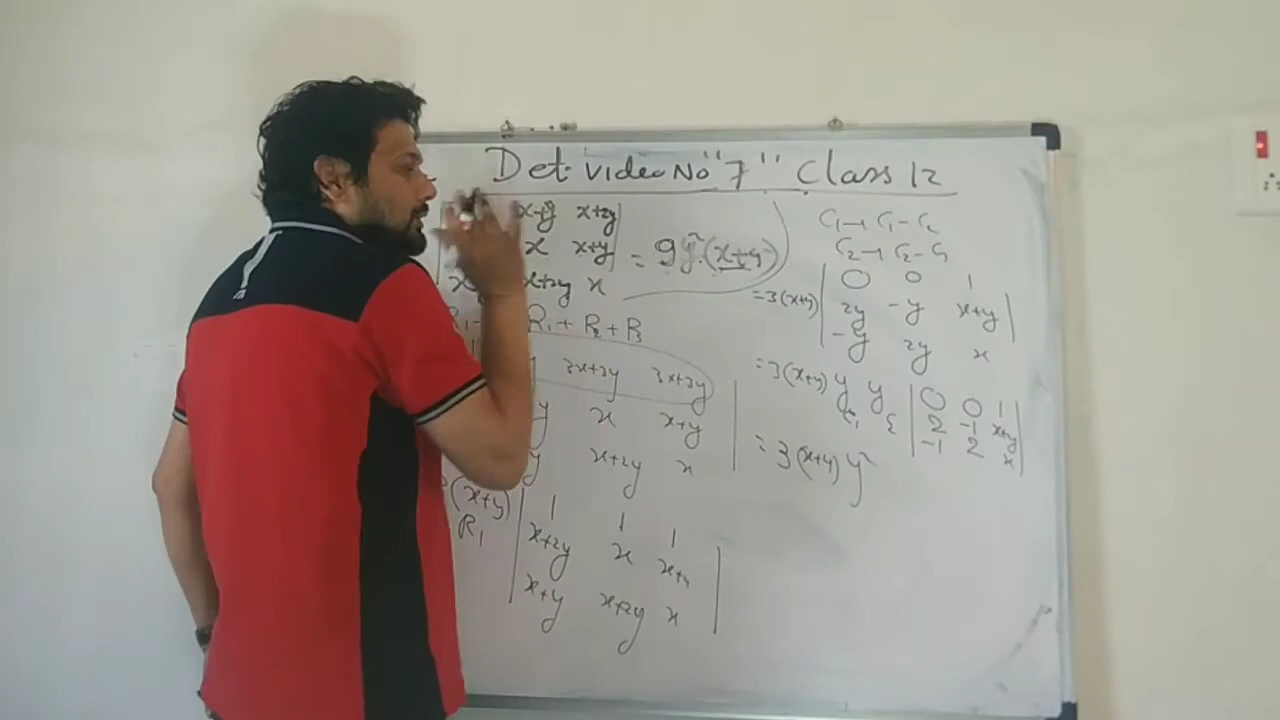 Det. Video No "7" Class 12
x+y x+2y
x x+y = 9y²(x+y)
x+2y x
R₁ + R₂ + R₃
3x+3y 3x+3y
y x x+y
y x+2y x
(x+y) 1 1 1
R₁ x+2y x x+y
x+y x+2y x
C₁→C₁-C₂
C₂→C₂-C₃
0 0 1
=3(x+y) 2y -y x+y
-y 2y x
=3(x+y) y y 0 0 1
2 -1 x+y
-1 2 x
= 3(x+y) y²